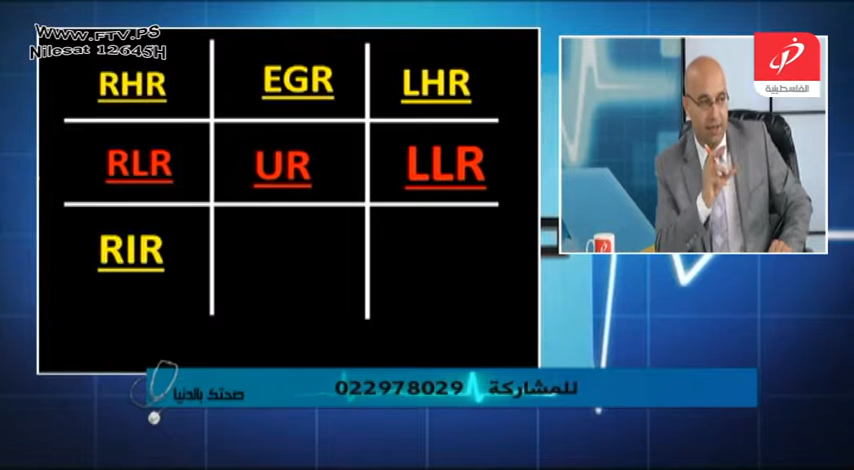 WWW.FTV.PS
Nilesat 12645H
RHR EGR LHR
RLR UR LLR
RIR
الفلسطينية
للمشاركة 022978029
صحتك بالدنيا